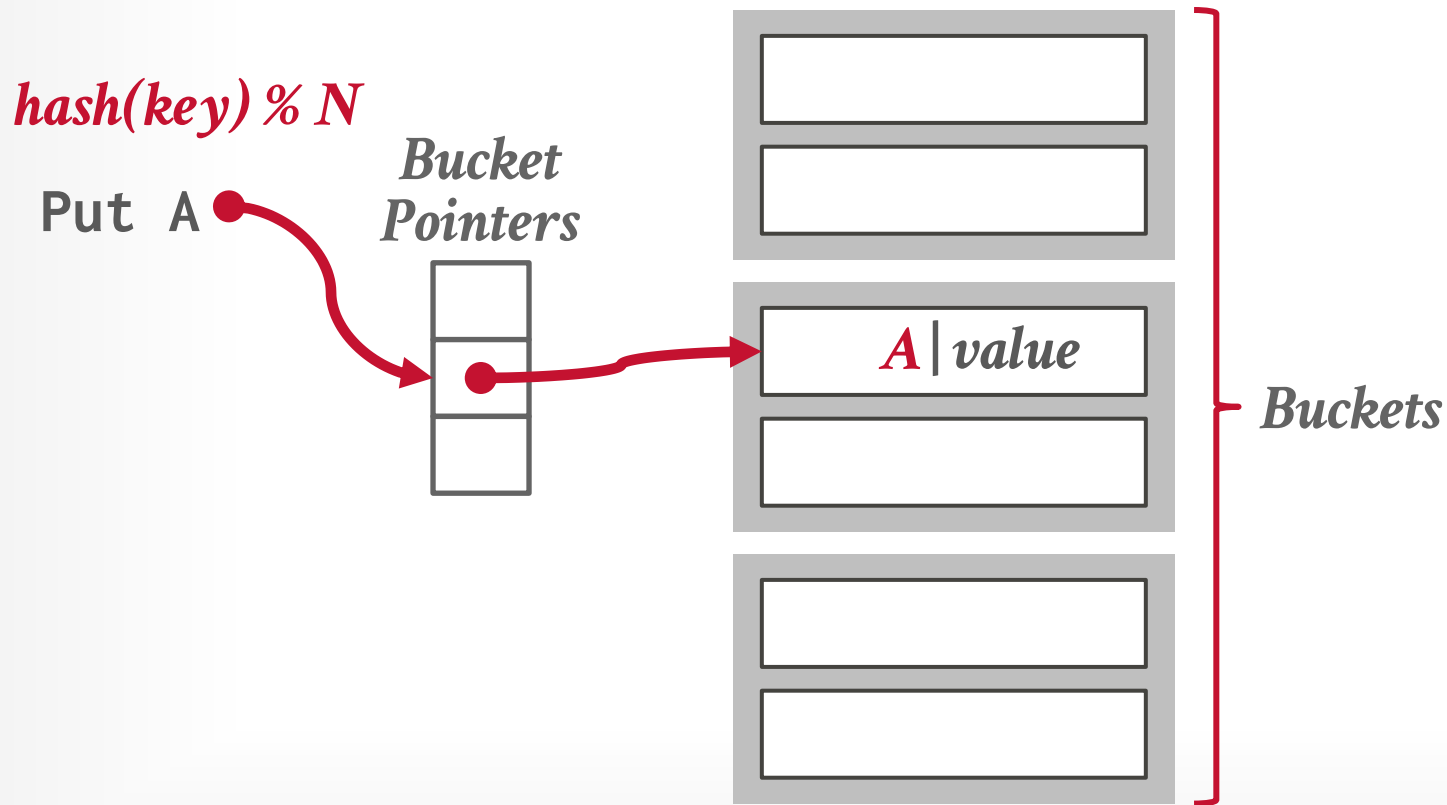 hash(key) % N
Put A
Bucket
Pointers
A|value
Buckets